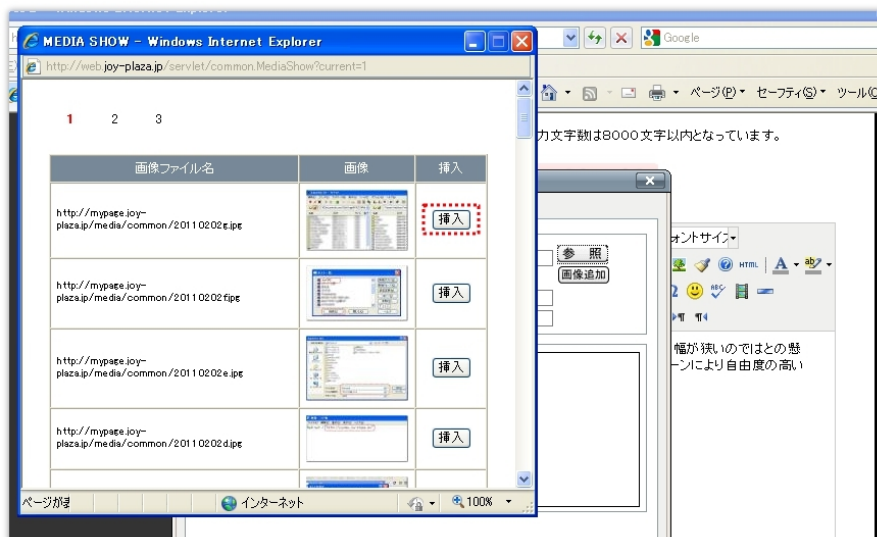 MEDIA SHOW - Windows Internet Explorer
http://web.joy-plaza.jp/servlet/common.MediaShow?current=1
Google
ページ(P)
セーフティ(S)
ツール(O
1 2 3
力文字数は8000文字以内となっています。
画像ファイル名 画像 挿入
http://mypage.joy-
plaza.jp/media/common/20110202g.jpg
挿入
ォントサイズ
参 照
HTML
画像追加
http://mypage.joy-
plaza.jp/media/common/20110202f.jpg
挿入
幅が狭いのではとの懸
ーンにより自由度の高い
http://mypage.joy-
plaza.jp/media/common/20110202e.jpg
挿入
http://mypage.joy-
plaza.jp/media/common/20110202d.jpg
挿入
ページが
インターネット
100%